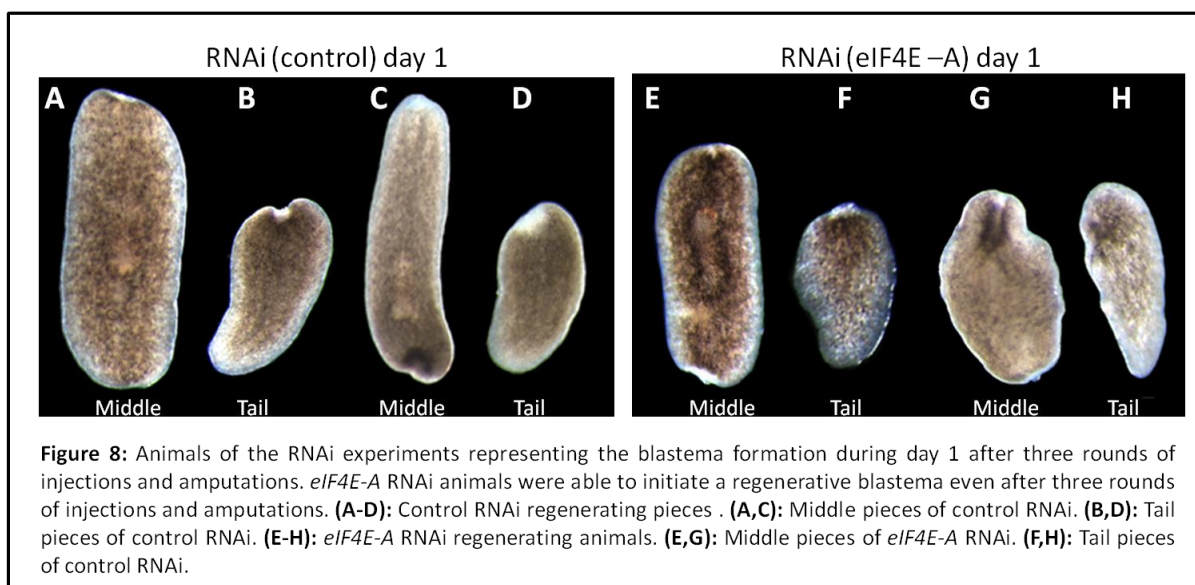 RNAi (control) day 1
RNAi (eIF4E –A) day 1
A B C D E F G H
Middle Tail Middle Tail Middle Tail Middle Tail
Figure 8: Animals of the RNAi experiments representing the blastema formation during day 1 after three rounds of
injections and amputations. eIF4E-A RNAi animals were able to initiate a regenerative blastema even after three rounds
of injections and amputations. (A-D): Control RNAi regenerating pieces . (A,C): Middle pieces of control RNAi. (B,D): Tail
pieces of control RNAi. (E-H): eIF4E-A RNAi regenerating animals. (E,G): Middle pieces of eIF4E-A RNAi. (F,H): Tail pieces
of control RNAi.